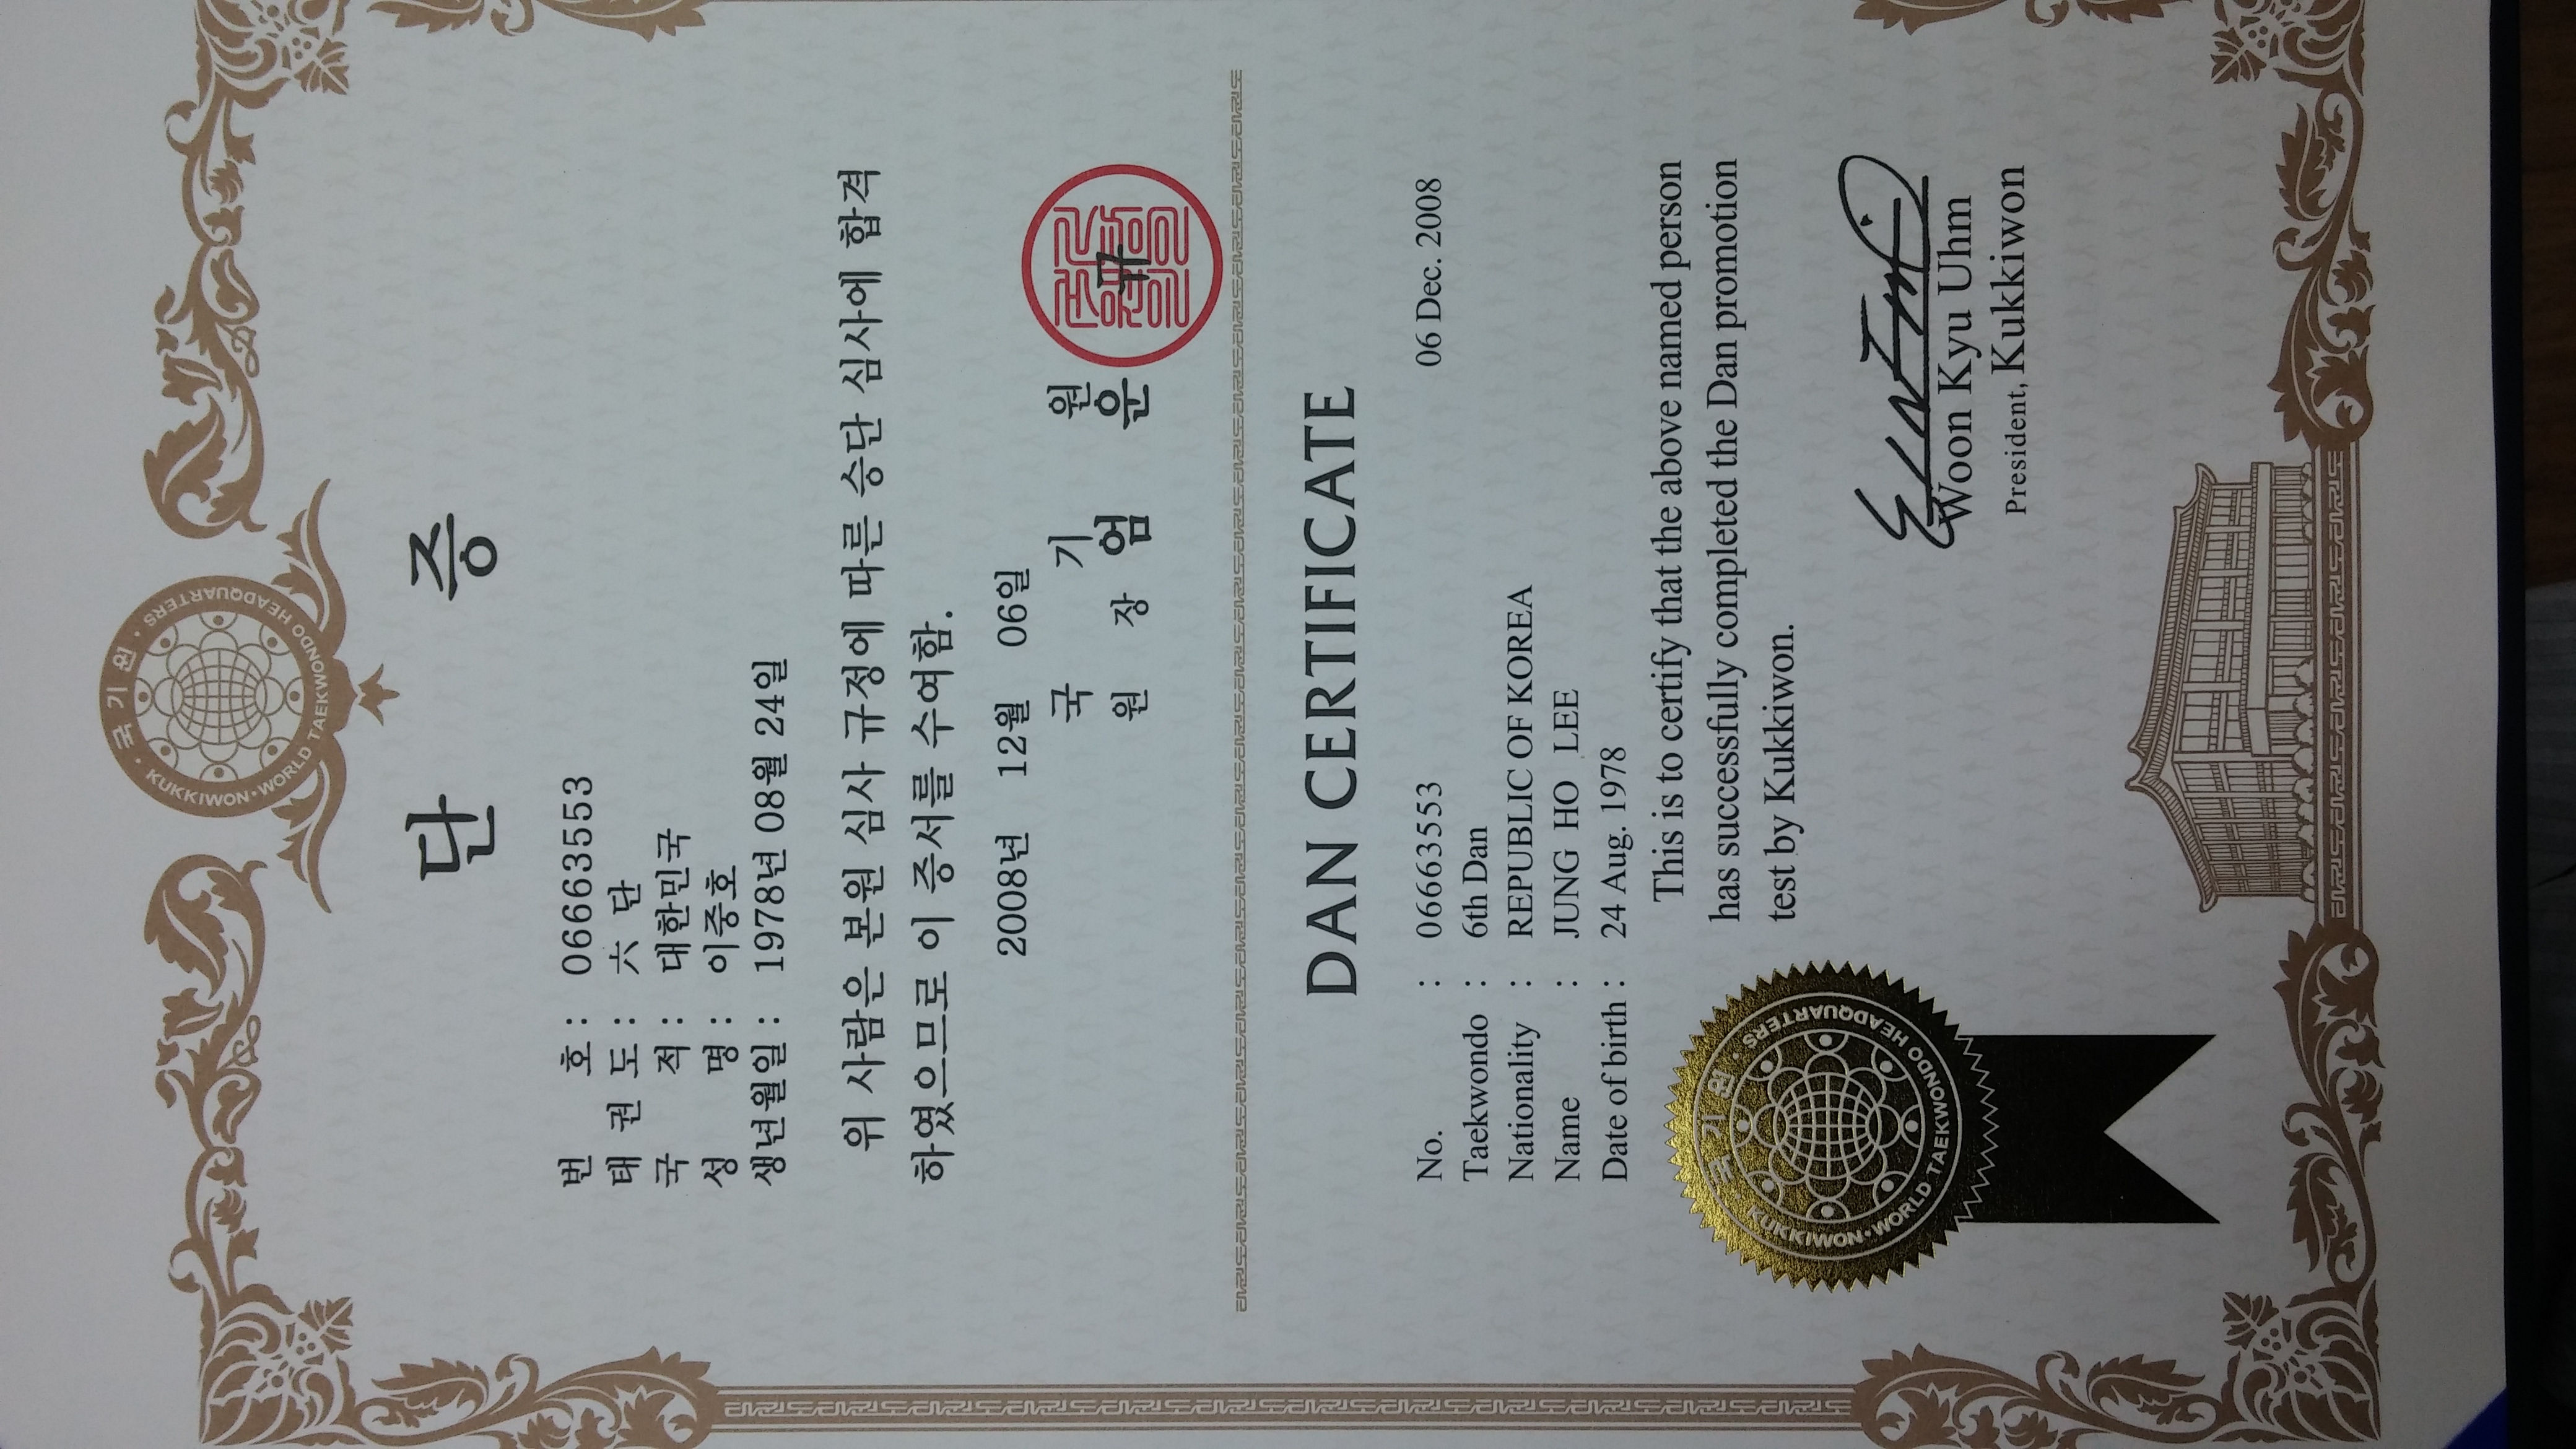 · 국 기 원 ·
KUKKIWON · WORLD TAEKWONDO HEADQUARTERS
단 증
번 호 : 06663553
태 권 도 : 六 단
국 적 : 대한민국
성 명 : 이중호
생년월일 : 1978년 08월 24일
위 사람은 본원 심사 규정에 따른 승단 심사에 합격
하였으므로 이 증서를 수여함.
2008년 12월 06일
국 기 원
원 장 엄 운 규
DAN CERTIFICATE
No. : 06663553 06 Dec. 2008
Taekwondo : 6th Dan
Nationality : REPUBLIC OF KOREA
Name : JUNG HO LEE
Date of birth : 24 Aug. 1978
This is to certify that the above named person
has successfully completed the Dan promotion
test by Kukkiwon.
· 국 기 원 ·
KUKKIWON · WORLD TAEKWONDO HEADQUARTERS
Woon Kyu Uhm
President, Kukkiwon